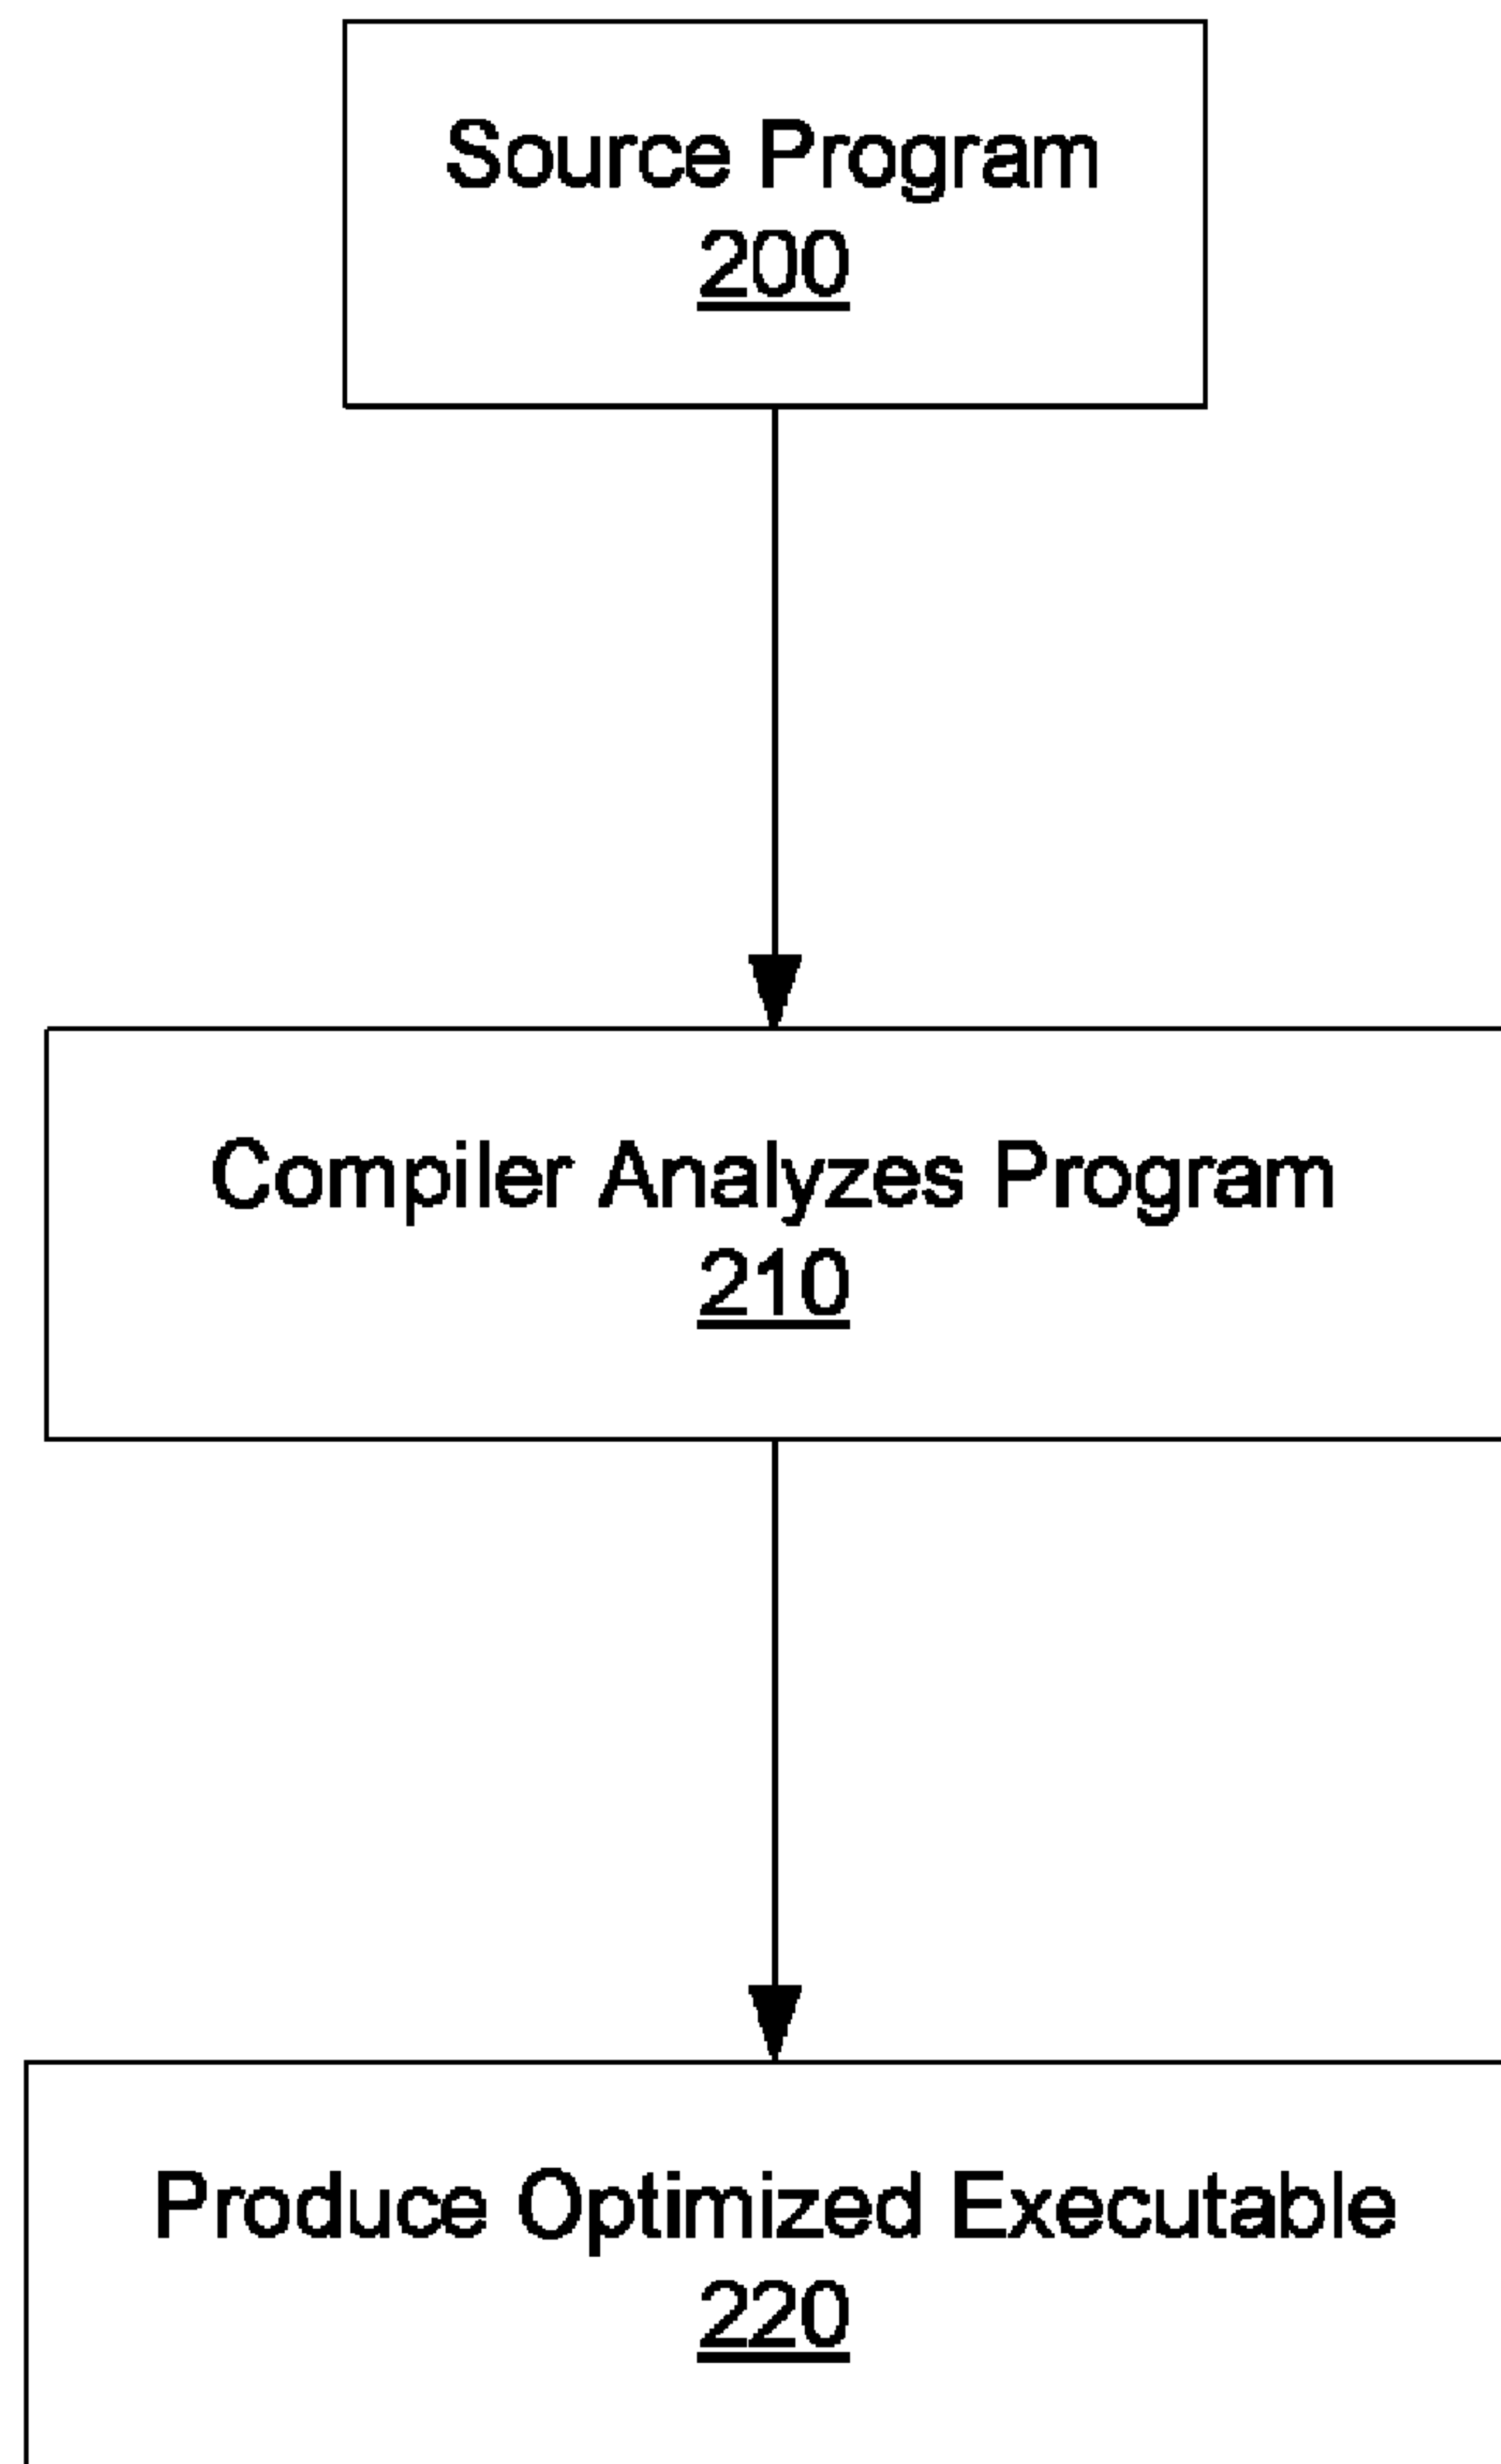 Source Program
200
Compiler Analyzes Program
210
Produce Optimized Executable
220